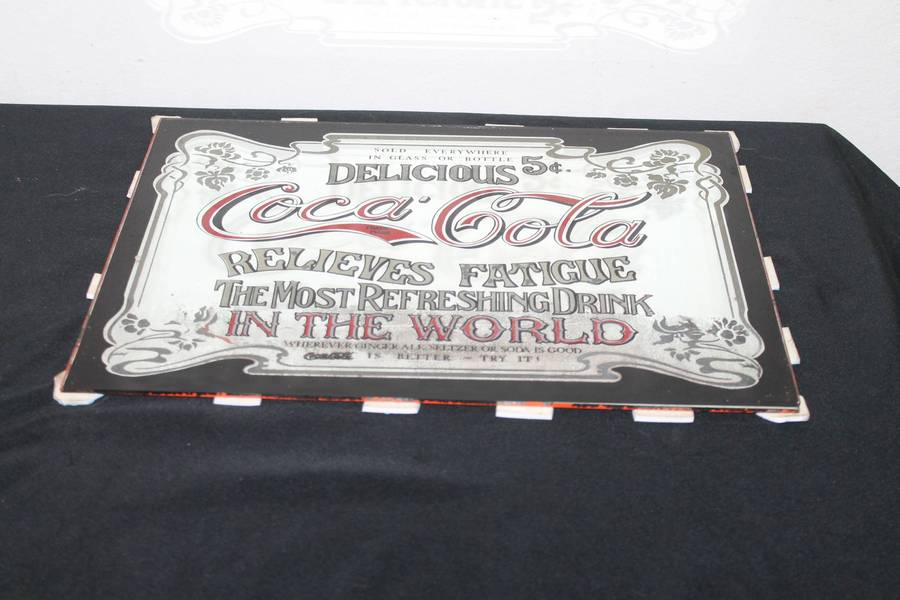 SOLD EVERYWHERE
IN GLASS OR BOTTLE
DELICIOUS 5¢.
Coca-Cola
RELIEVES FATIGUE
THE MOST REFRESHING DRINK
IN THE WORLD
WHEREVER GINGER ALE, SELTZER OR SODA IS GOOD
Coca-Cola IS BETTER - TRY IT!